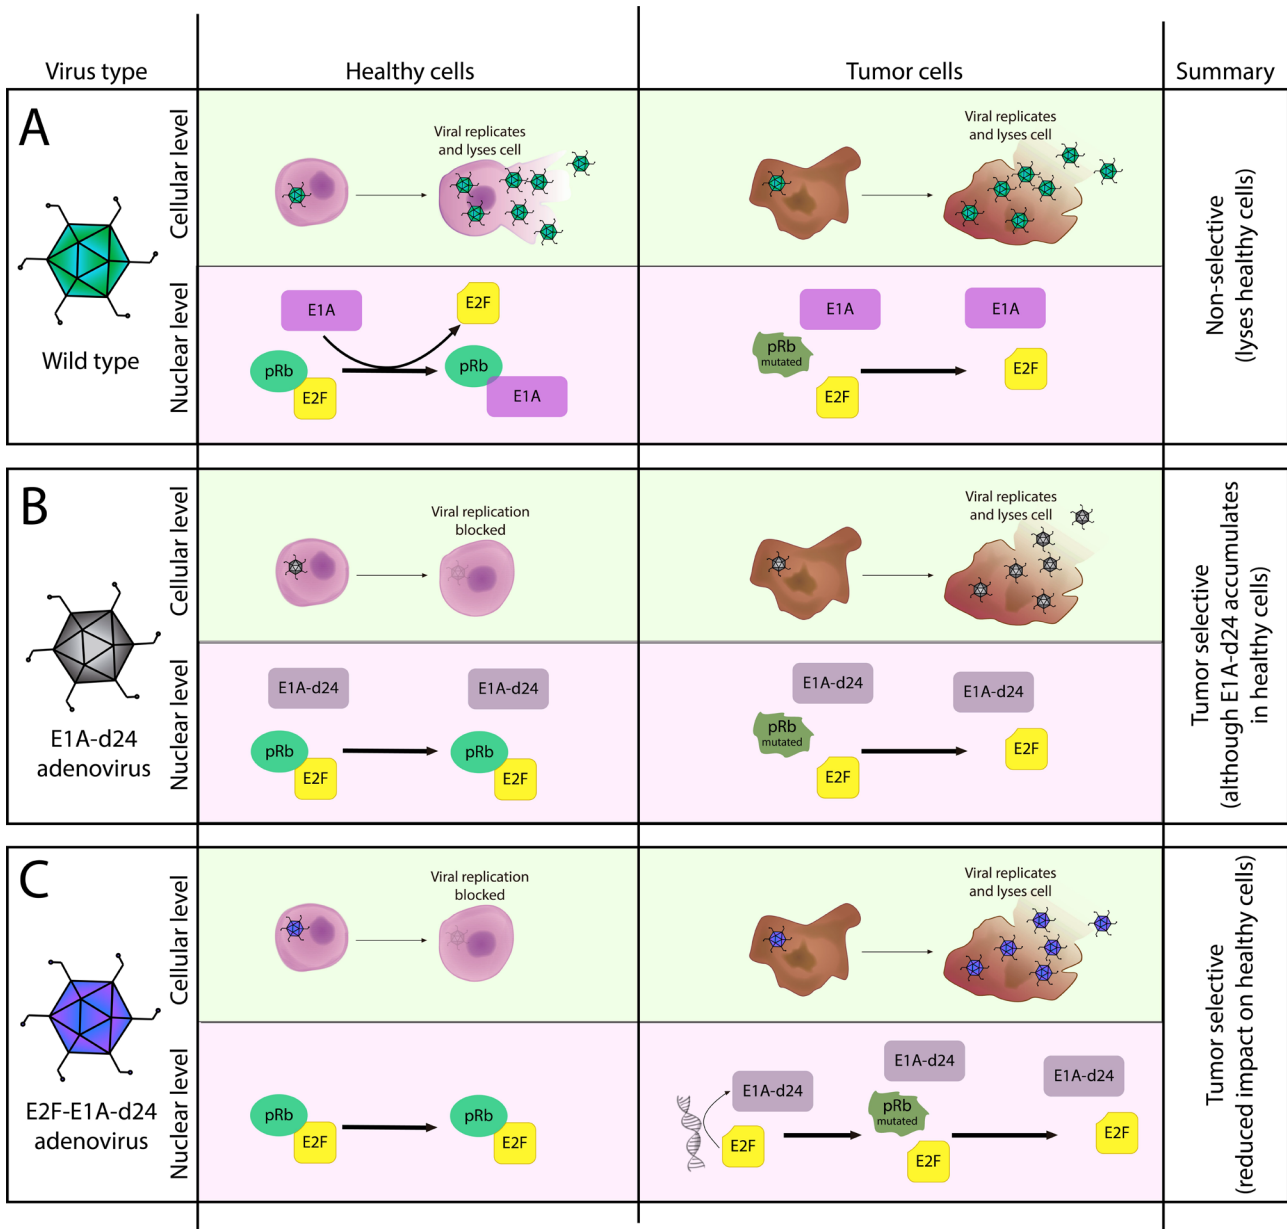 Virus type
Healthy cells
Tumor cells
Summary
A
Wild type
Cellular level
Viral replicates
and lyses cell
Viral replicates
and lyses cell
Nuclear level
E1A
E2F
pRb
E2F
pRb
E1A
E1A
pRb
mutated
E2F
E1A
E2F
Non-selective
(lyses healthy cells)
B
E1A-d24
adenovirus
Cellular level
Viral replication
blocked
Viral replicates
and lyses cell
Nuclear level
E1A-d24
E1A-d24
pRb
E2F
pRb
E2F
E1A-d24
pRb
mutated
E2F
E1A-d24
E2F
Tumor selective
(although E1A-d24 accumulates
in healthy cells)
C
E2F-E1A-d24
adenovirus
Cellular level
Viral replication
blocked
Viral replicates
and lyses cell
Nuclear level
pRb
E2F
pRb
E2F
E1A-d24
E2F
E1A-d24
pRb
mutated
E2F
E1A-d24
E2F
Tumor selective
(reduced impact on healthy cells)